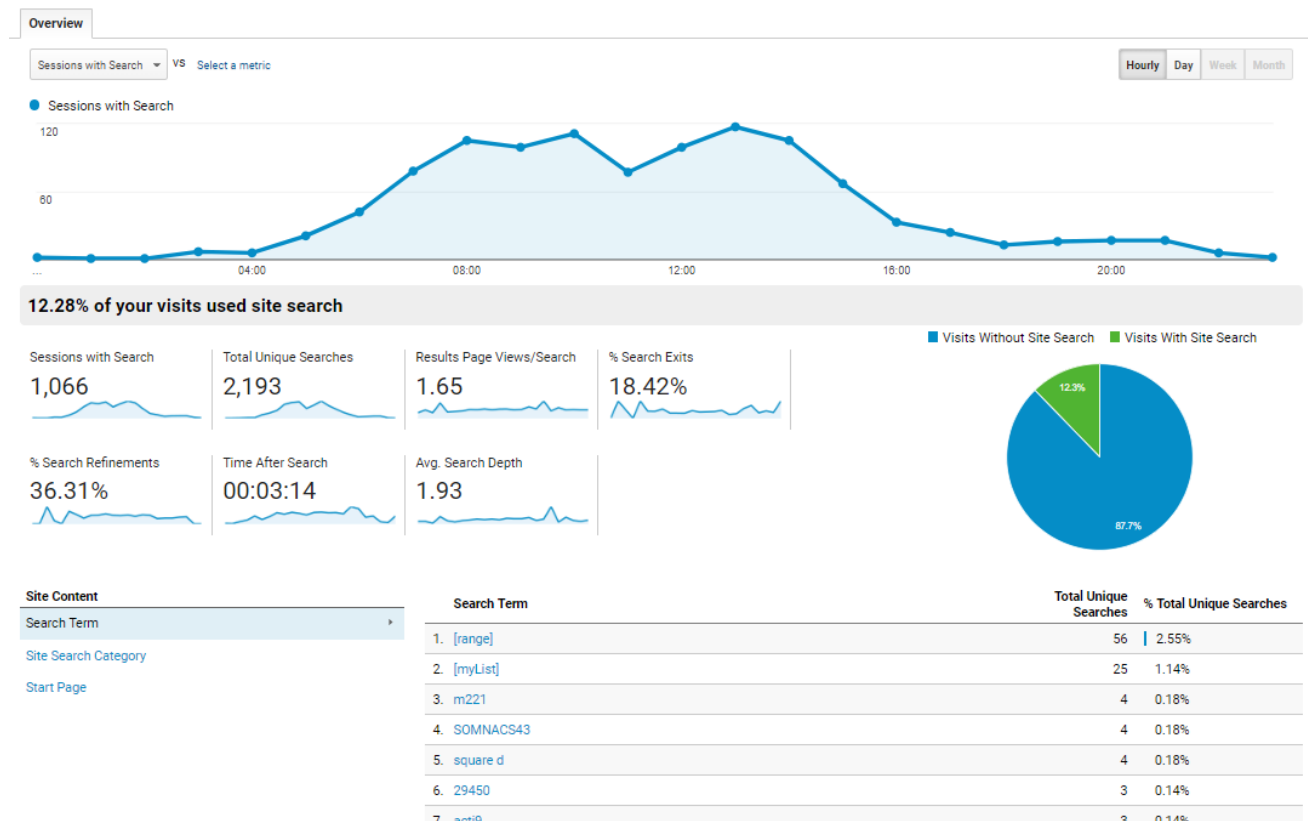 Overview
Sessions with Search VS Select a metric
Hourly Day Week Month
Sessions with Search
120
60
... 04:00 08:00 12:00 16:00 20:00
12.28% of your visits used site search
Visits Without Site Search Visits With Site Search
Sessions with Search Total Unique Searches Results Page Views/Search % Search Exits
1,066 2,193 1.65 18.42%
12.3%
% Search Refinements Time After Search Avg. Search Depth
36.31% 00:03:14 1.93
87.7%
Site Content
Search Term
Site Search Category
Start Page
Search Term Total Unique Searches % Total Unique Searches
1. [range] 56 2.55%
2. [myList] 25 1.14%
3. m221 4 0.18%
4. SOMNACS43 4 0.18%
5. square d 4 0.18%
6. 29450 3 0.14%
7. acti9 3 0.14%